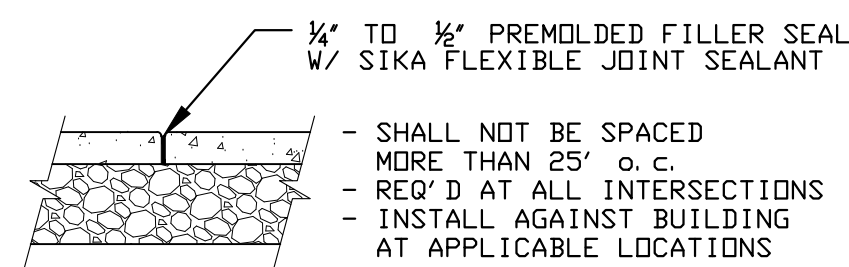 ¼" TO ½" PREMOLDED FILLER SEAL
W/ SIKA FLEXIBLE JOINT SEALANT
- SHALL NOT BE SPACED
MORE THAN 25' o.c.
- REQ'D AT ALL INTERSECTIONS
- INSTALL AGAINST BUILDING
AT APPLICABLE LOCATIONS